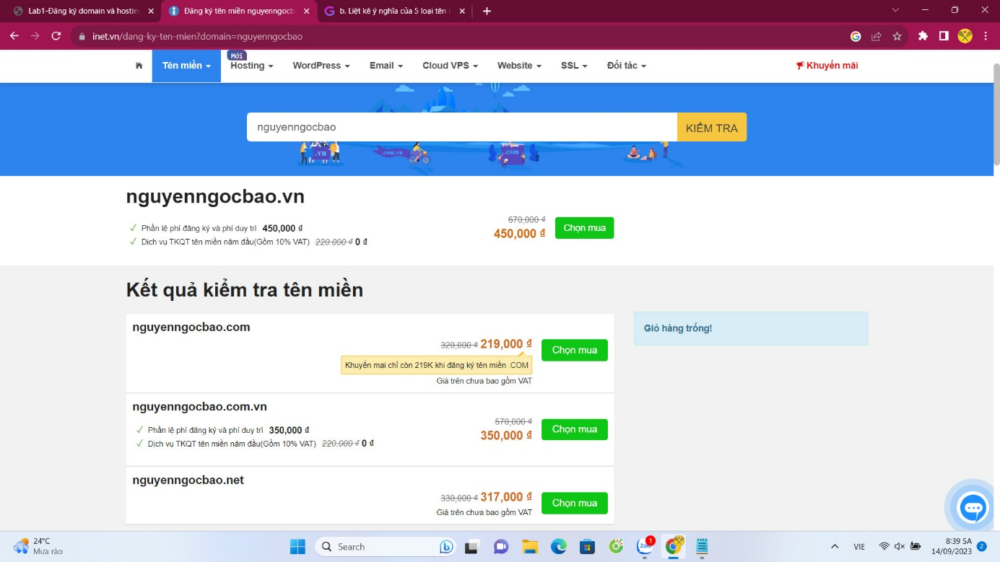 Lab1-Đăng ký domain và hostin
Đăng ký tên miền nguyenngocb
b. Liệt kê ý nghĩa của 5 loại tên
inet.vn/dang-ky-ten-mien?domain=nguyenngocbao
Mới
Tên miền Hosting WordPress Email Cloud VPS Website SSL Đối tác Khuyến mãi
nguyenngocbao KIỂM TRA
.vn .com.vn .com
nguyenngocbao.vn
Phần lệ phí đăng ký và phí duy trì 450,000 đ
670,000 đ
450,000 đ
Chọn mua
Dịch vụ TKQT tên miền năm đầu(Gồm 10% VAT) 220.000 đ 0 đ
Kết quả kiểm tra tên miền
Giỏ hàng trống!
nguyenngocbao.com
320,000 đ 219,000 đ Chọn mua
Khuyến mại chỉ còn 219K khi đăng ký tên miền .COM
Giá trên chưa bao gồm VAT
nguyenngocbao.com.vn
Phần lệ phí đăng ký và phí duy trì 350,000 đ
570,000 đ
350,000 đ
Chọn mua
Dịch vụ TKQT tên miền năm đầu(Gồm 10% VAT) 220.000 đ 0 đ
nguyenngocbao.net
330,000 đ 317,000 đ Chọn mua
Giá trên chưa bao gồm VAT
24°C
Mưa rào
Search
Zalo
1
VIE
8:39 SA
14/09/2023
2